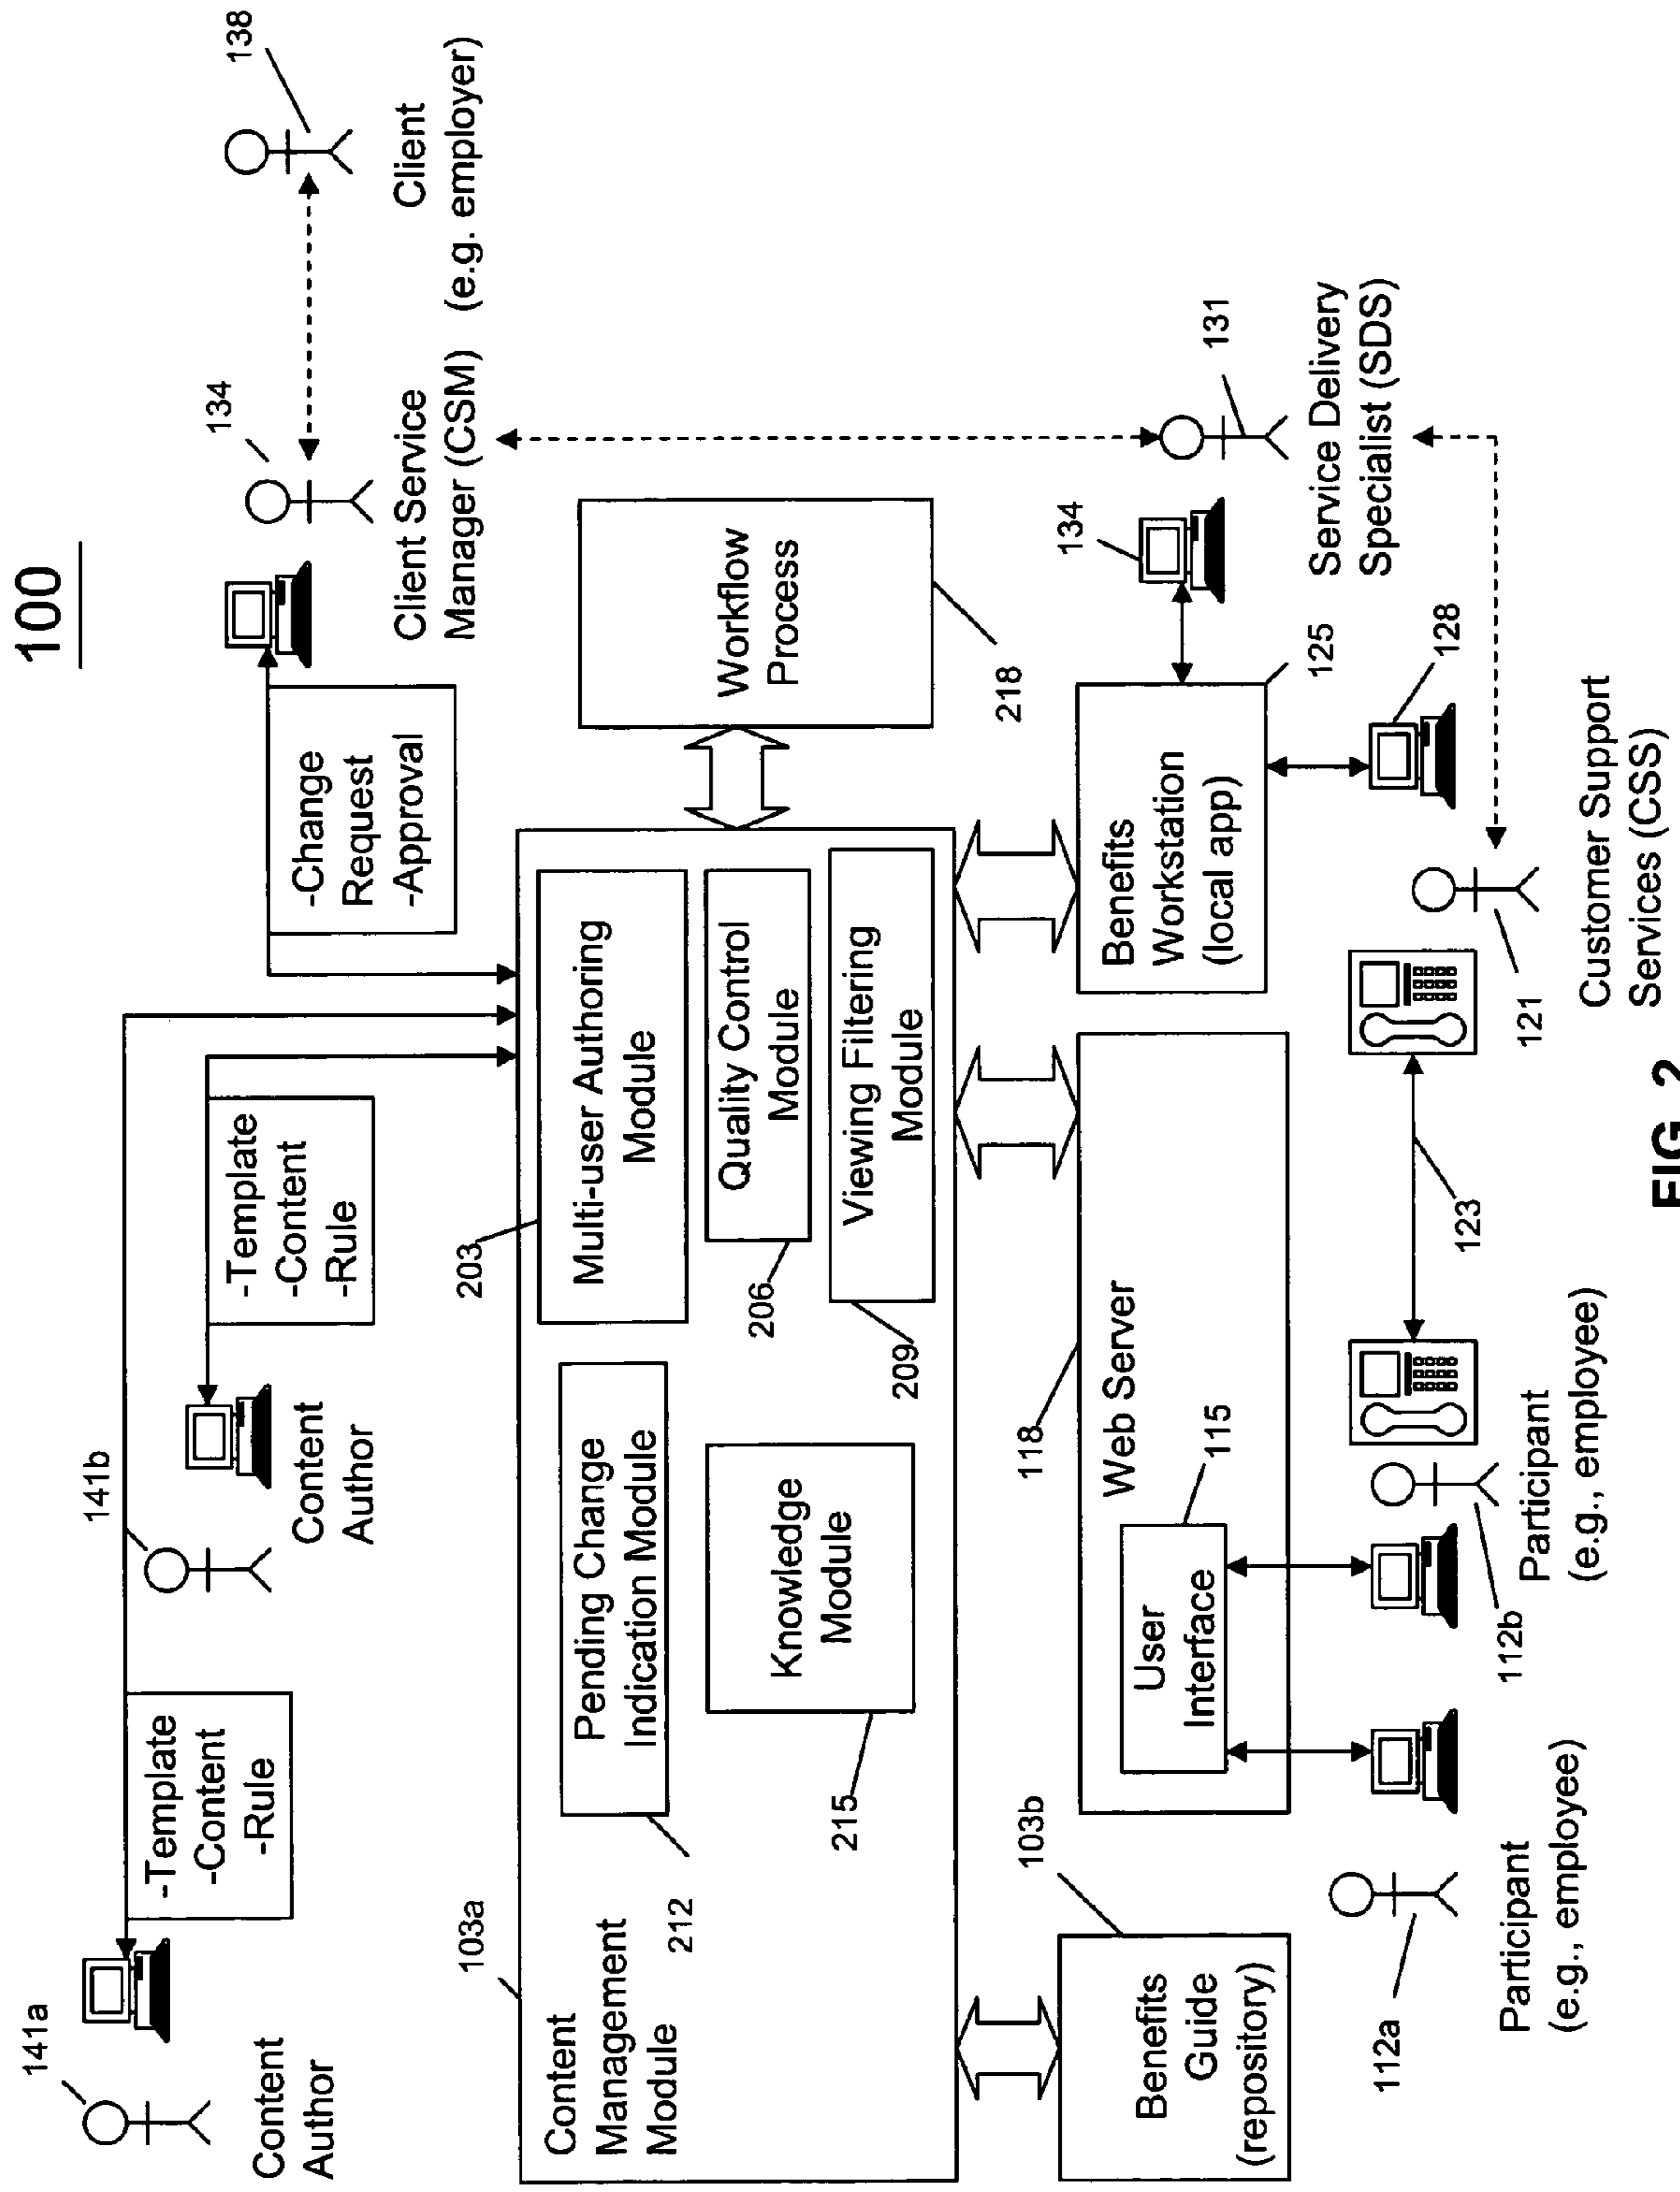 100
141a
Content
Author
-Template
-Content
-Rule
141b
Content
Author
-Template
-Content
-Rule
-Change
Request
-Approval
134
Client Service
Manager (CSM)
138
Client
(e.g. employer)
103a
Content
Management
Module
Pending Change
Indication Module
212
Knowledge
Module
215
203
Multi-user Authoring
Module
Quality Control
Module
206
Viewing Filtering
Module
209
Workflow
Process
218
103b
Benefits
Guide
(repository)
118
Web Server
115
User
Interface
Benefits
Workstation
(local app)
125
134
131
Service Delivery
Specialist (SDS)
128
112a
Participant
(e.g., employee)
112b
Participant
(e.g., employee)
123
121
Customer Support
Services (CSS)
FIG. 2